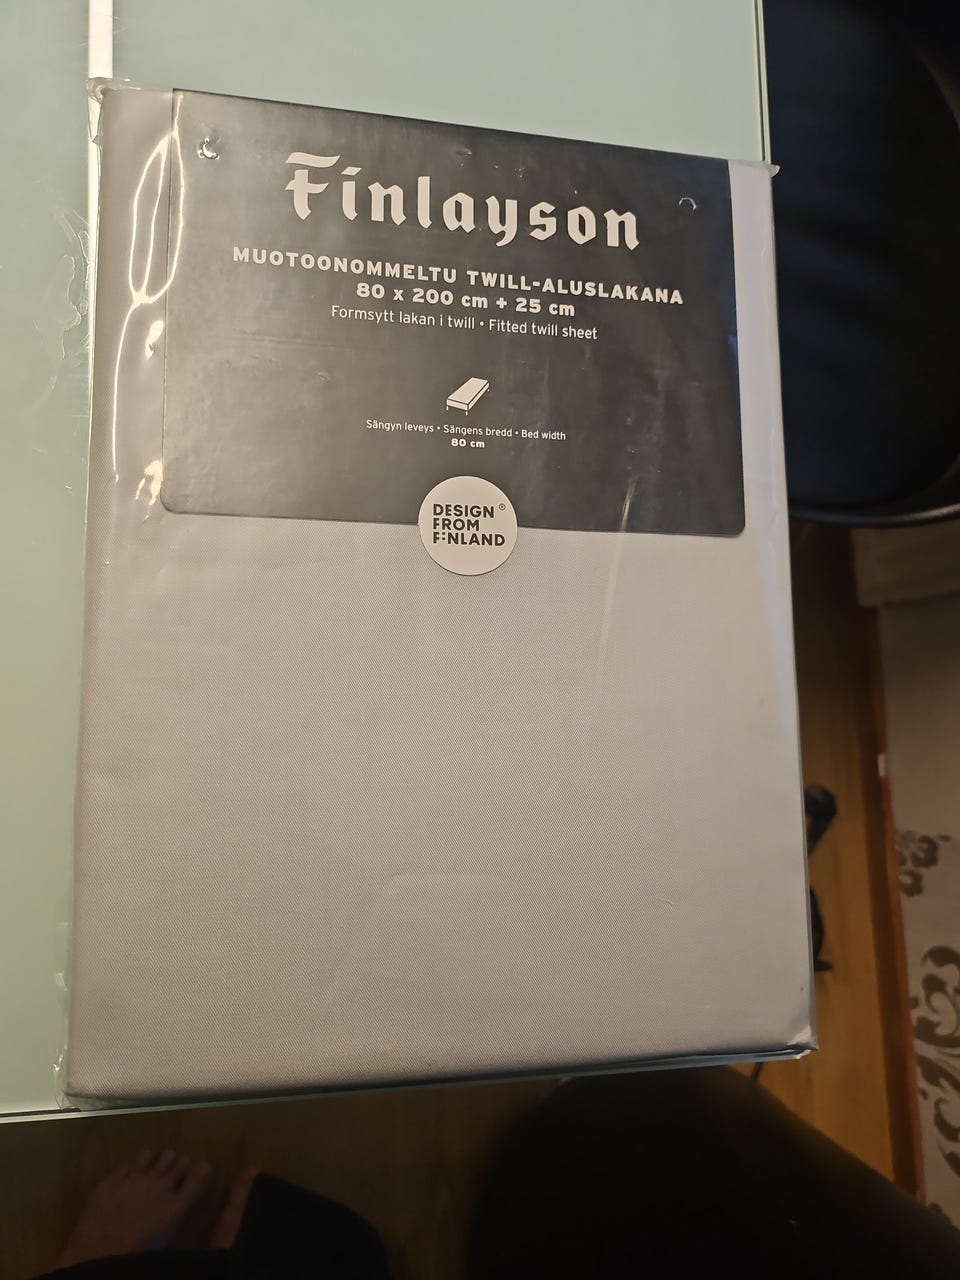 Finlayson
MUOTOONOMMELTU TWILL-ALUSLAKANA
80 x 200 cm + 25 cm
Formsytt lakan i twill • Fitted twill sheet
Sängyn leveys • Sängens bredd • Bed width
80 cm
DESIGN ®
FROM
FINLAND